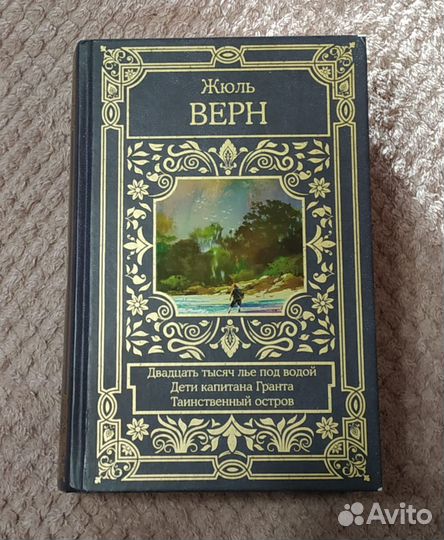 Жюль
ВЕРН
Двадцать тысяч лье под водой
Дети капитана Гранта
Таинственный остров
Avito